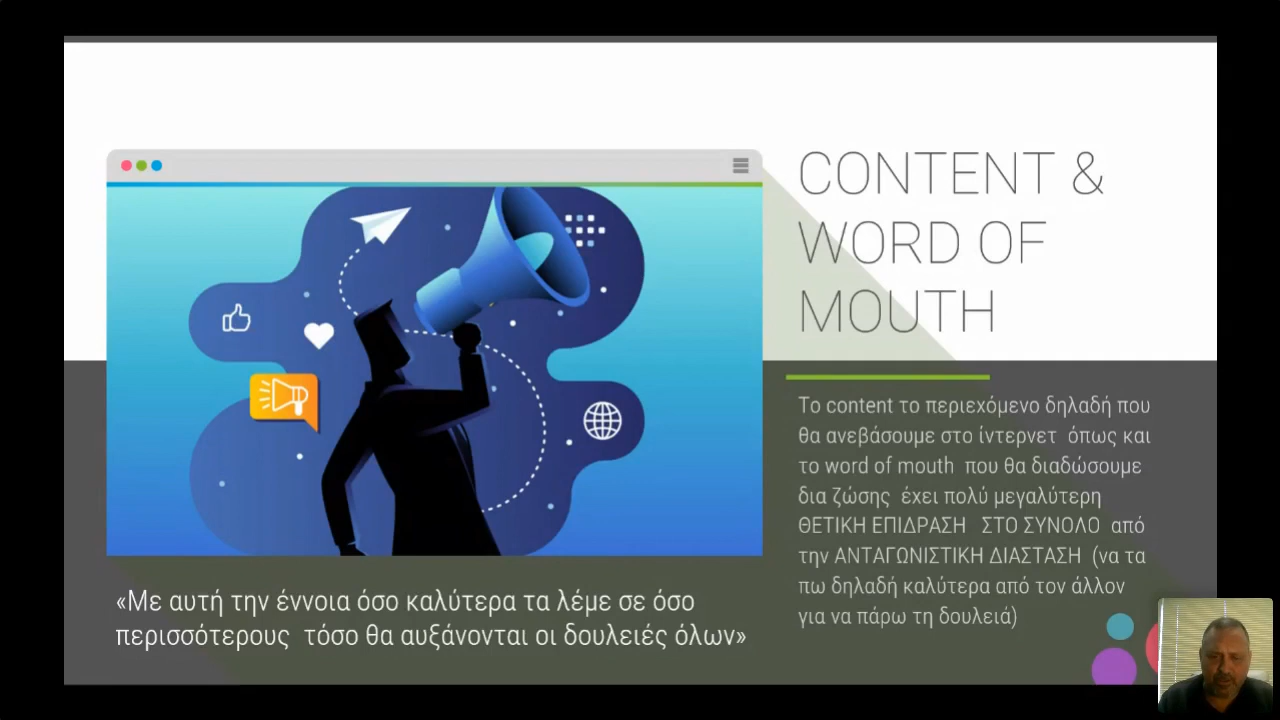 CONTENT &
WORD OF
MOUTH
Το content το περιεχόμενο δηλαδή που
θα ανεβάσουμε στο ίντερνετ όπως και
το word of mouth που θα διαδώσουμε
δια ζώσης έχει πολύ μεγαλύτερη
ΘΕΤΙΚΗ ΕΠΙΔΡΑΣΗ ΣΤΟ ΣΥΝΟΛΟ από
την ΑΝΤΑΓΩΝΙΣΤΙΚΗ ΔΙΑΣΤΑΣΗ (να τα
πω δηλαδή καλύτερα από τον άλλον
για να πάρω τη δουλειά)
«Με αυτή την έννοια όσο καλύτερα τα λέμε σε όσο
περισσότερους τόσο θα αυξάνονται οι δουλειές όλων»